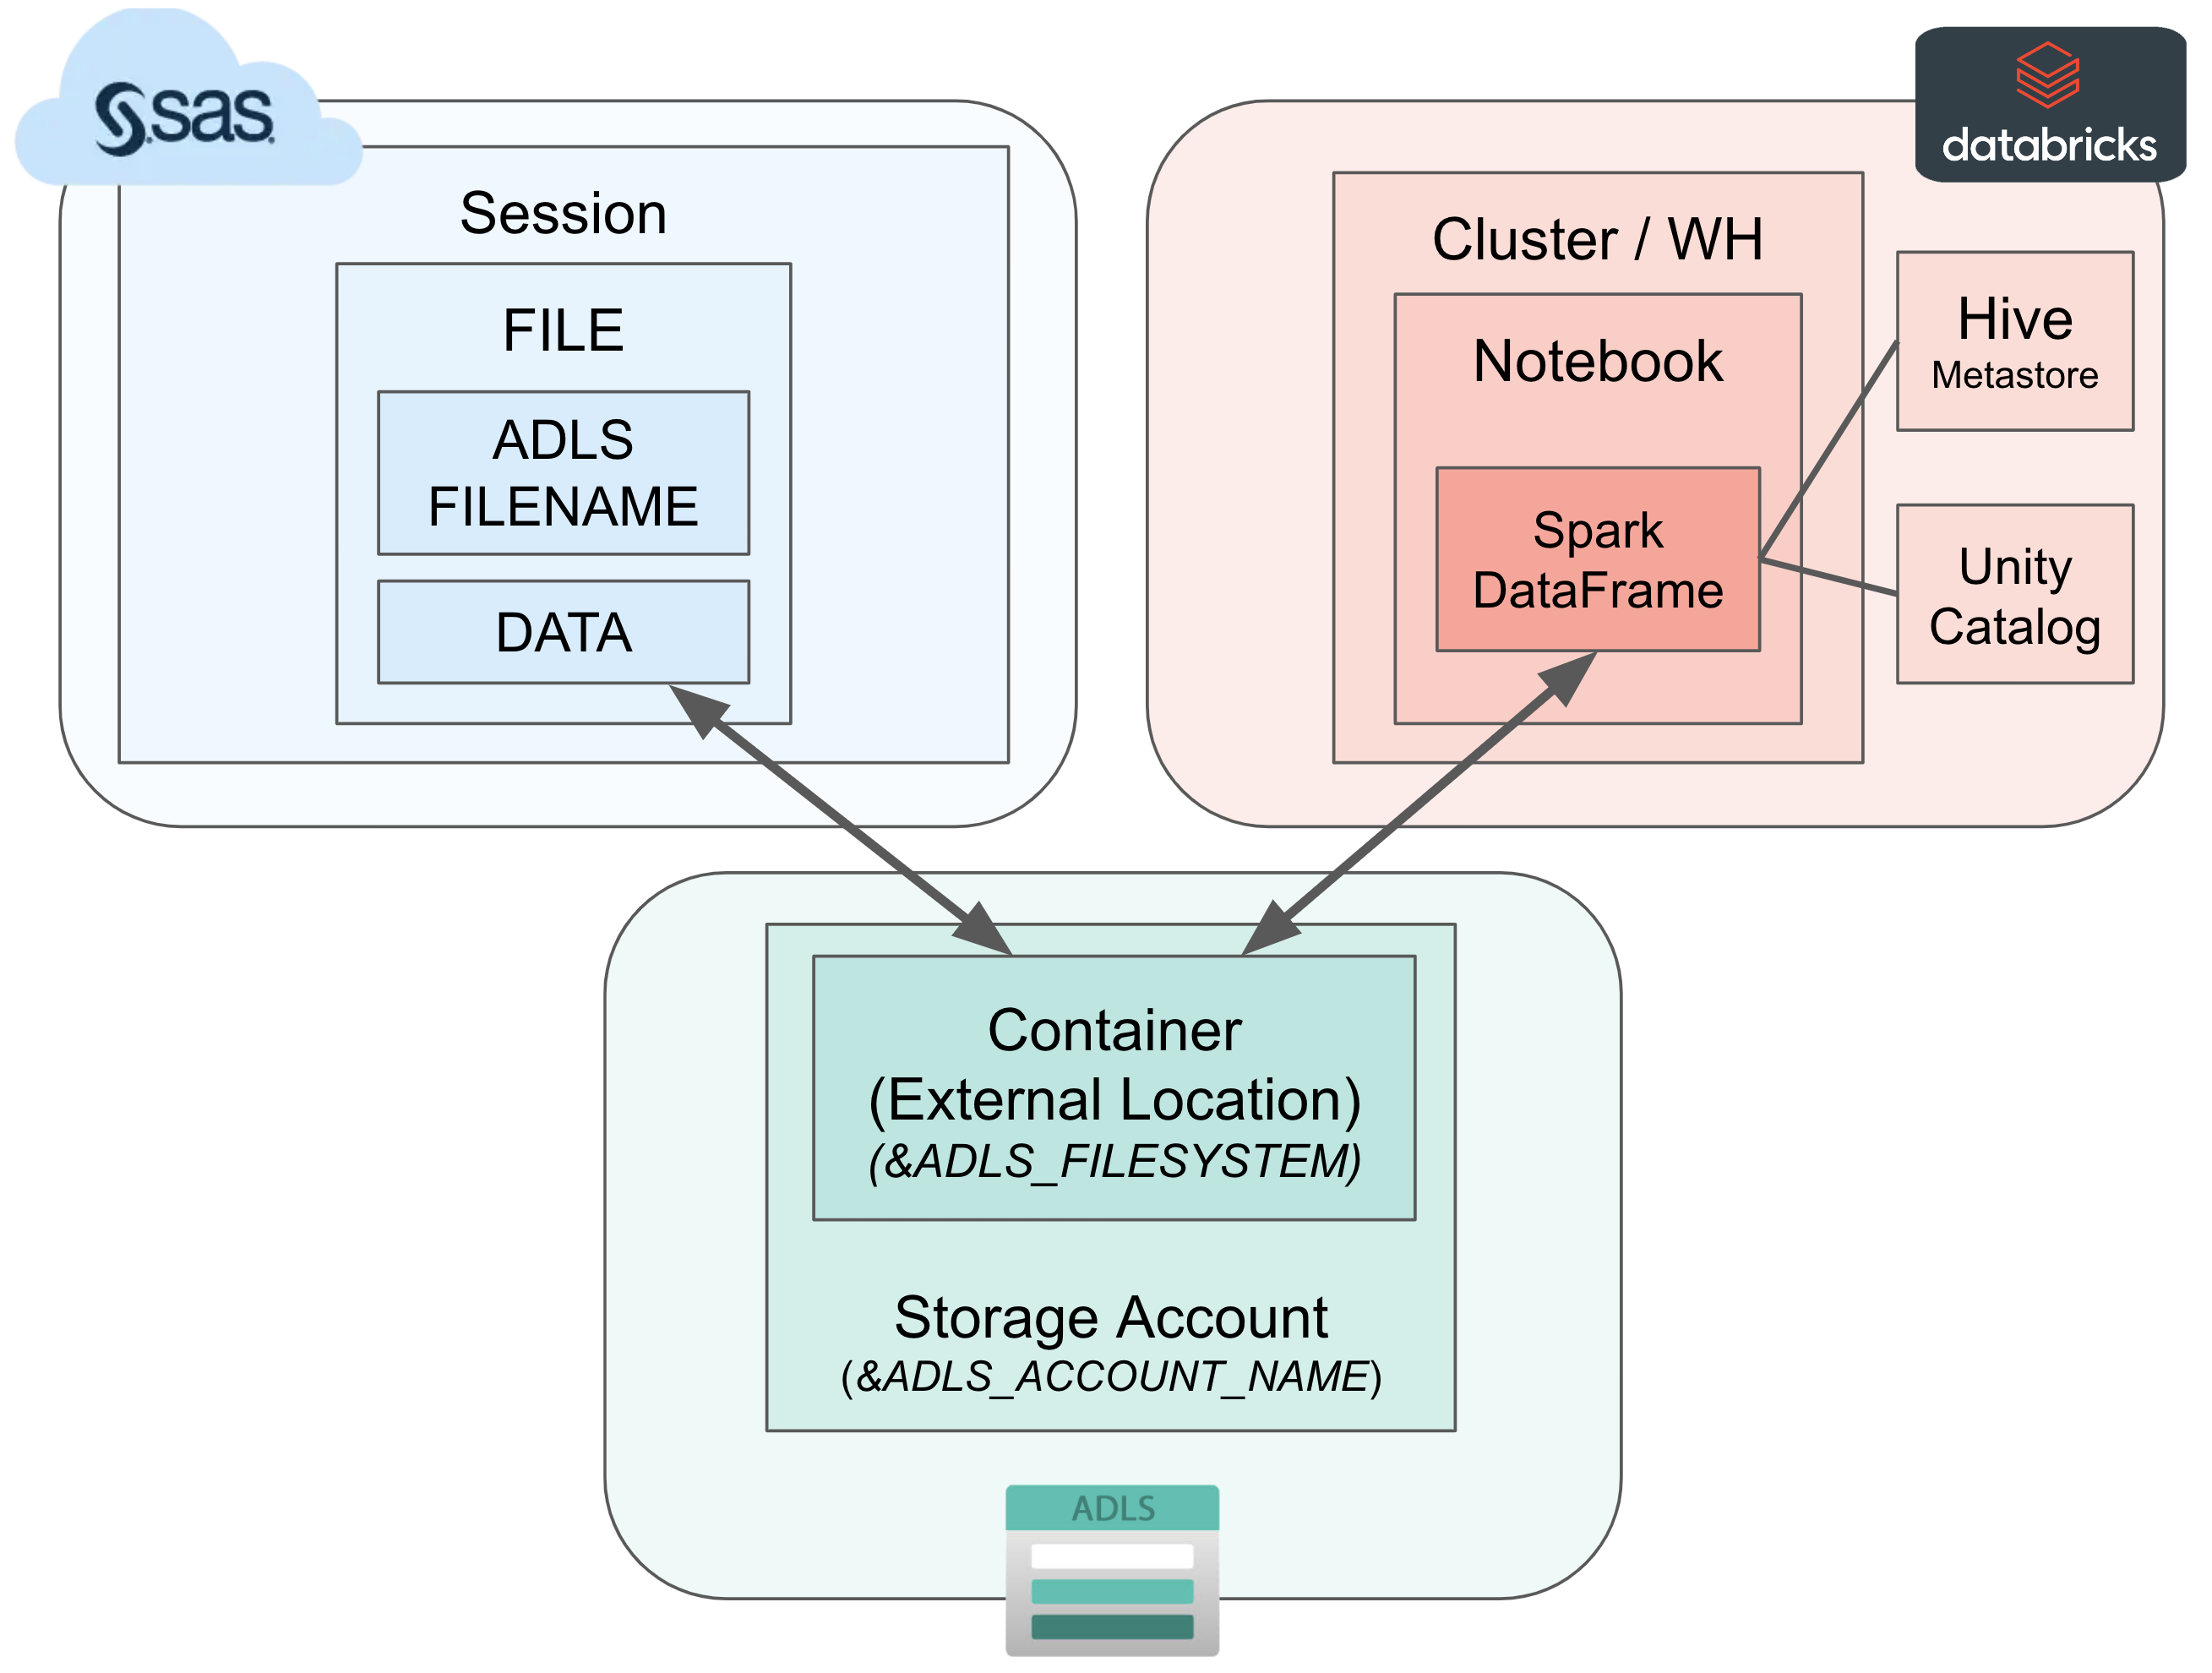 sas
Session
FILE
ADLS
FILENAME
DATA
databricks
Cluster / WH
Notebook
Spark
DataFrame
Hive
Metastore
Unity
Catalog
Container
(External Location)
(&ADLS_FILESYSTEM)
Storage Account
(&ADLS_ACCOUNT_NAME)
ADLS